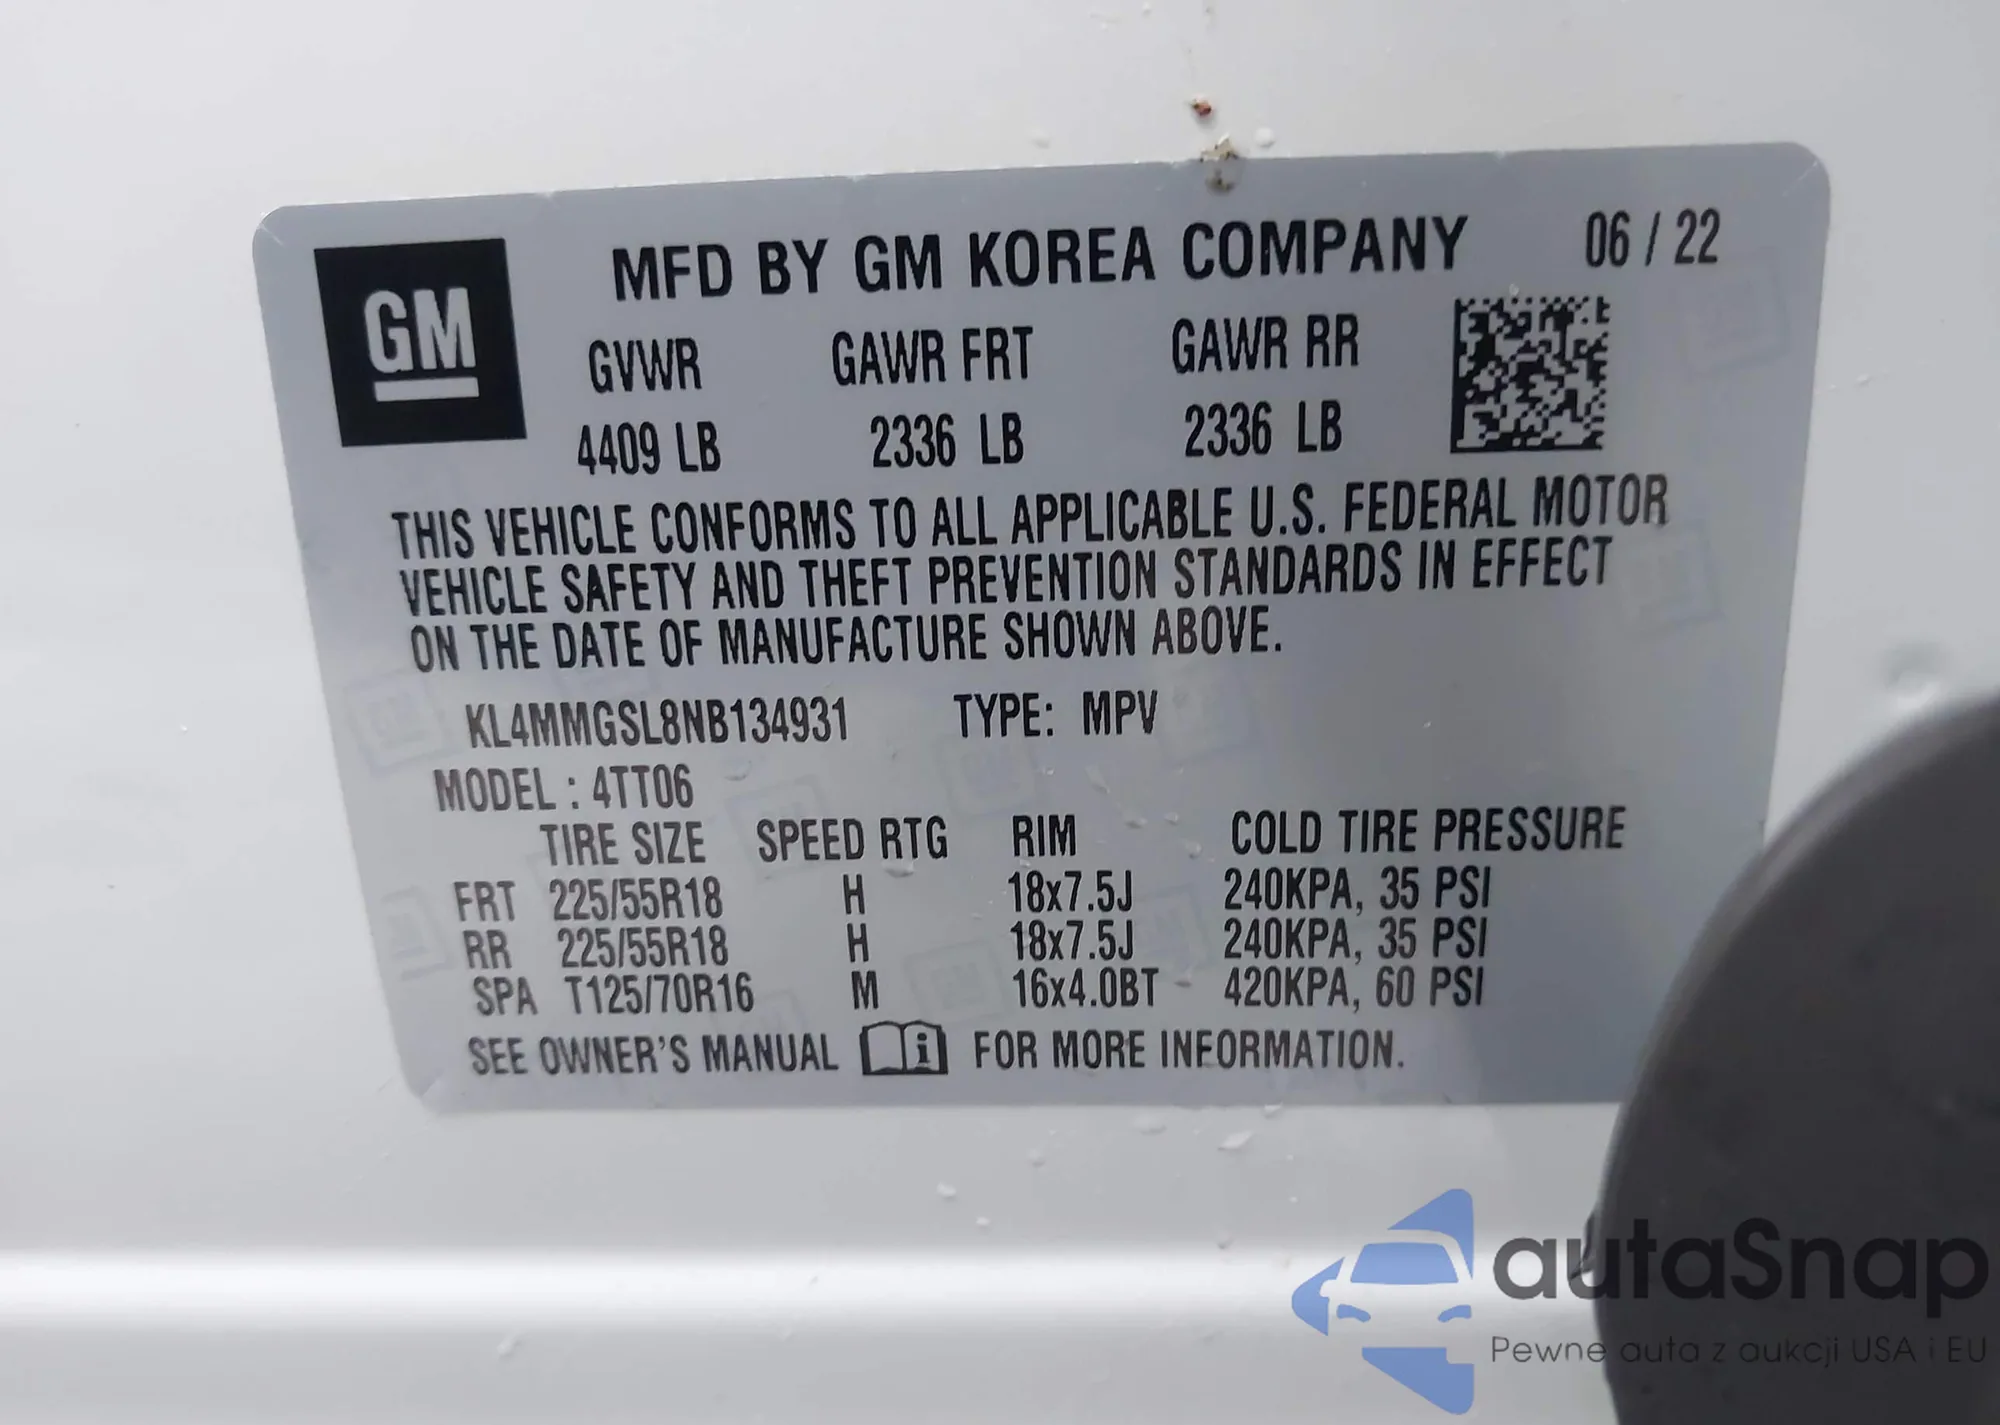 GM
MFD BY GM KOREA COMPANY 06 / 22
GVWR GAWR FRT GAWR RR
4409 LB 2336 LB 2336 LB
THIS VEHICLE CONFORMS TO ALL APPLICABLE U.S. FEDERAL MOTOR
VEHICLE SAFETY AND THEFT PREVENTION STANDARDS IN EFFECT
ON THE DATE OF MANUFACTURE SHOWN ABOVE.
KL4MMGSL8NB134931 TYPE: MPV
MODEL : 4TT06
TIRE SIZE SPEED RTG RIM COLD TIRE PRESSURE
FRT 225/55R18 H 18x7.5J 240KPA, 35 PSI
RR 225/55R18 H 18x7.5J 240KPA, 35 PSI
SPA T125/70R16 M 16x4.0BT 420KPA, 60 PSI
SEE OWNER'S MANUAL i FOR MORE INFORMATION.
autaSnap
Pewne auta z aukcji USA i EU